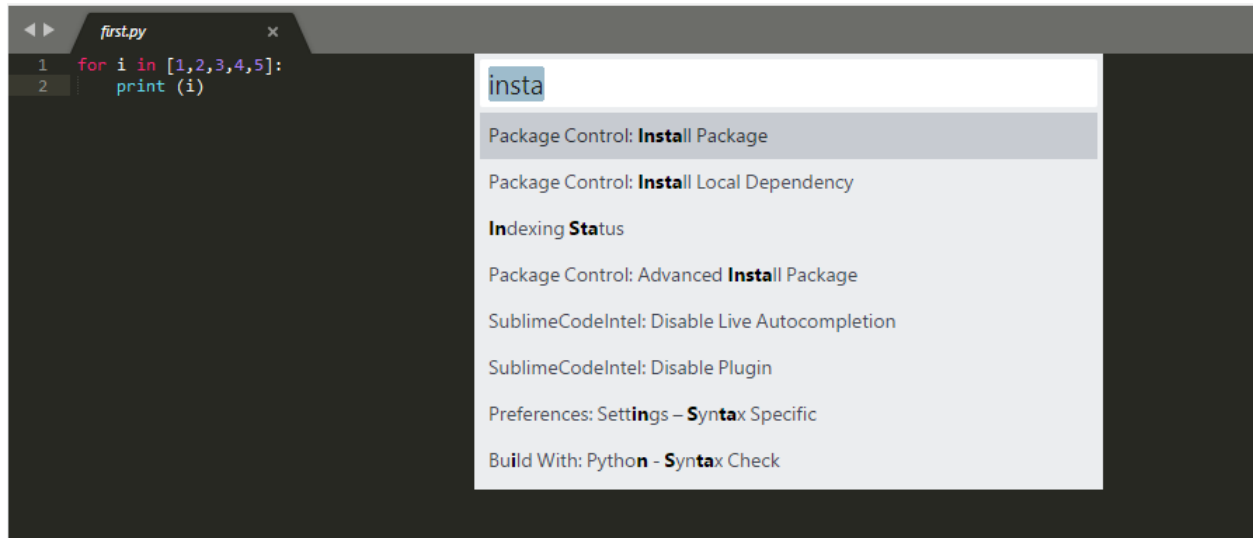 first.py ×
1 for i in [1,2,3,4,5]:
2 print (i)
insta
Package Control: Install Package
Package Control: Install Local Dependency
Indexing Status
Package Control: Advanced Install Package
SublimeCodeIntel: Disable Live Autocompletion
SublimeCodeIntel: Disable Plugin
Preferences: Settings – Syntax Specific
Build With: Python - Syntax Check